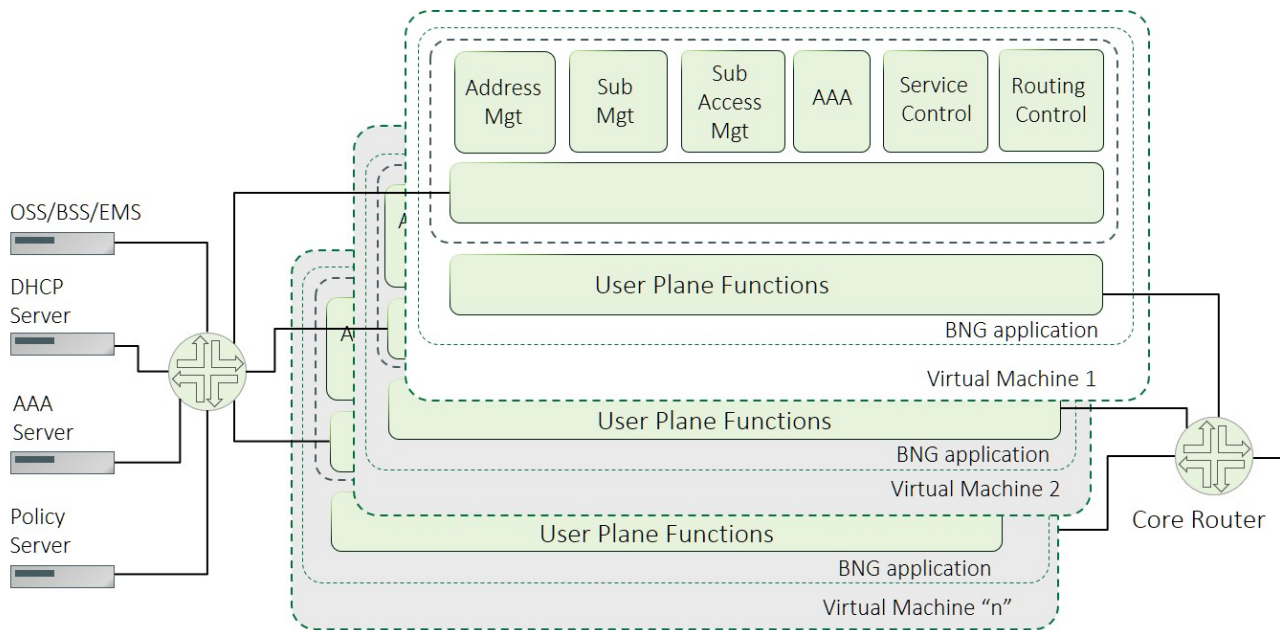 Address
Mgt
Sub
Mgt
Sub
Access
Mgt
AAA
Service
Control
Routing
Control
OSS/BSS/EMS
DHCP
Server
AAA
Server
Policy
Server
A
A
User Plane Functions
BNG application
Virtual Machine 1
User Plane Functions
BNG application
Virtual Machine 2
User Plane Functions
BNG application
Virtual Machine “n”
Core Router